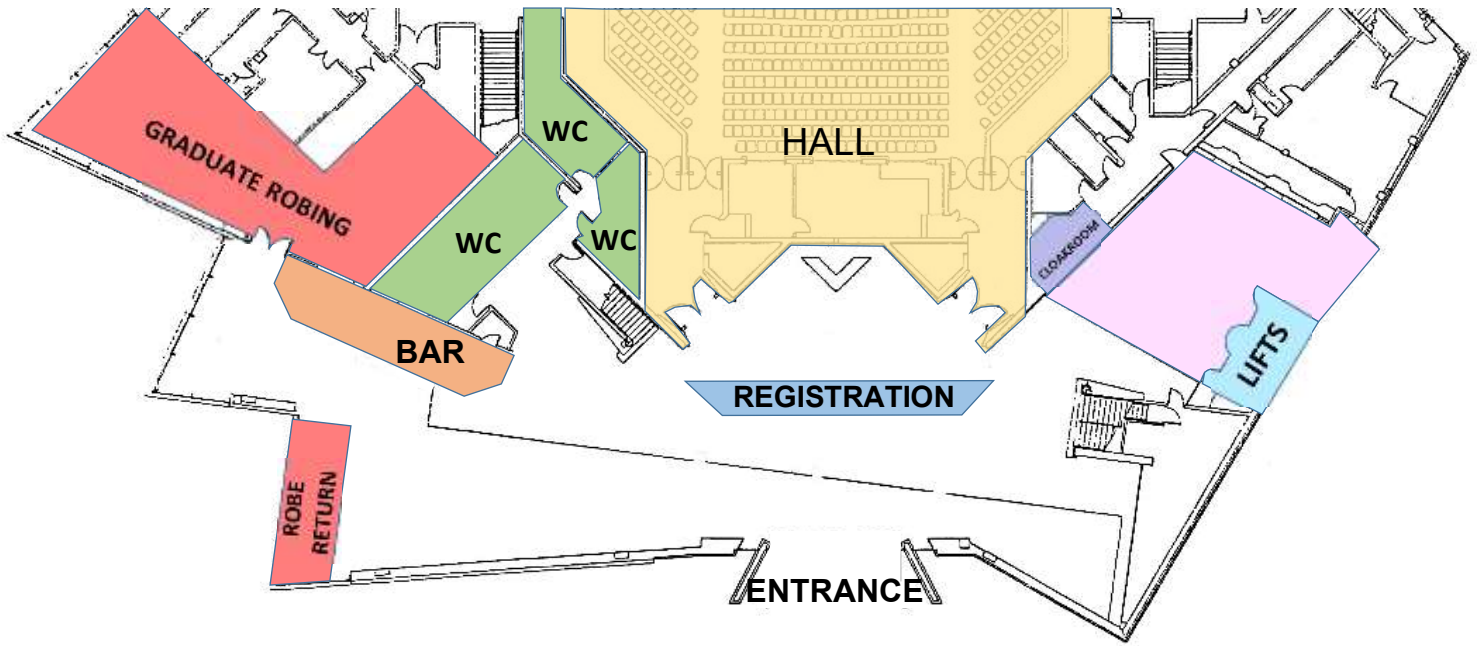 WC
HALL
GRADUATE ROBING
WC
WC
CLOAKROOM
BAR
LIFTS
REGISTRATION
ROBE
RETURN
ENTRANCE